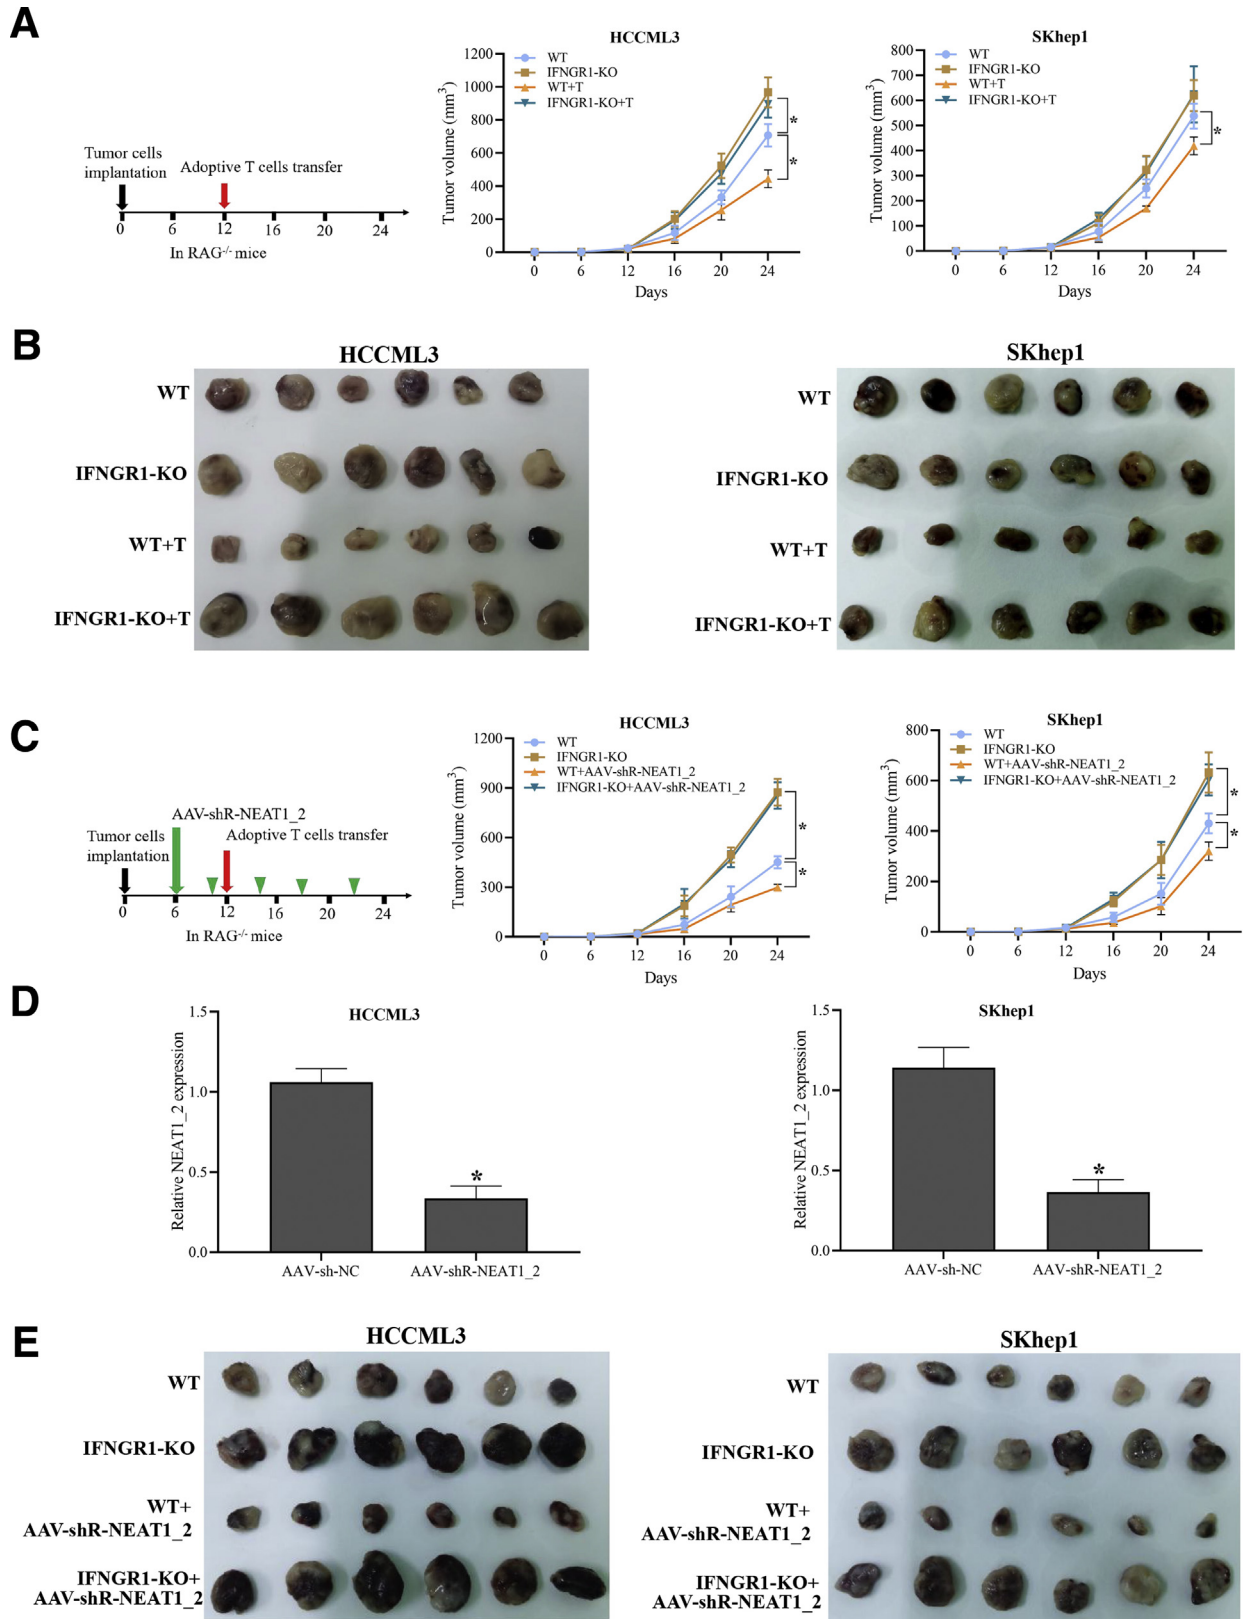 A
Tumor cells
implantation
Adoptive T cells transfer
0 6 12 16 20 24
In RAG-/- mice
HCCML3
WT
IFNGR1-KO
WT+T
IFNGR1-KO+T
Tumor volume (mm3)
1200
800
600
400
200
0
*
*
0 6 12 16 20 24
Days
SKhep1
WT
IFNGR1-KO
WT+T
IFNGR1-KO+T
Tumor volume (mm3)
800
700
600
500
400
300
200
100
0
*
0 6 12 16 20 24
Days
B
HCCML3
WT
IFNGR1-KO
WT+T
IFNGR1-KO+T
SKhep1
WT
IFNGR1-KO
WT+T
IFNGR1-KO+T
C
AAV-shR-NEAT1_2
Tumor cells
implantation
Adoptive T cells transfer
0 6 12 16 20 24
In RAG-/- mice
HCCML3
WT
IFNGR1-KO
WT+AAV-shR-NEAT1_2
IFNGR1-KO+AAV-shR-NEAT1_2
Tumor volume (mm3)
1200
900
600
300
0
*
*
0 6 12 16 20 24
Days
SKhep1
WT
IFNGR1-KO
WT+AAV-shR-NEAT1_2
IFNGR1-KO+AAV-shR-NEAT1_2
Tumor volume (mm3)
800
600
400
200
0
*
*
0 6 12 16 20 24
Days
D
HCCML3
Relative NEAT1_2 expression
1.5
1.0
0.5
0.0
*
AAV-sh-NC AAV-shR-NEAT1_2
SKhep1
Relative NEAT1_2 expression
1.5
1.0
0.5
0.0
*
AAV-sh-NC AAV-shR-NEAT1_2
E
HCCML3
WT
IFNGR1-KO
WT+
AAV-shR-NEAT1_2
IFNGR1-KO+
AAV-shR-NEAT1_2
SKhep1
WT
IFNGR1-KO
WT+
AAV-shR-NEAT1_2
IFNGR1-KO+
AAV-shR-NEAT1_2